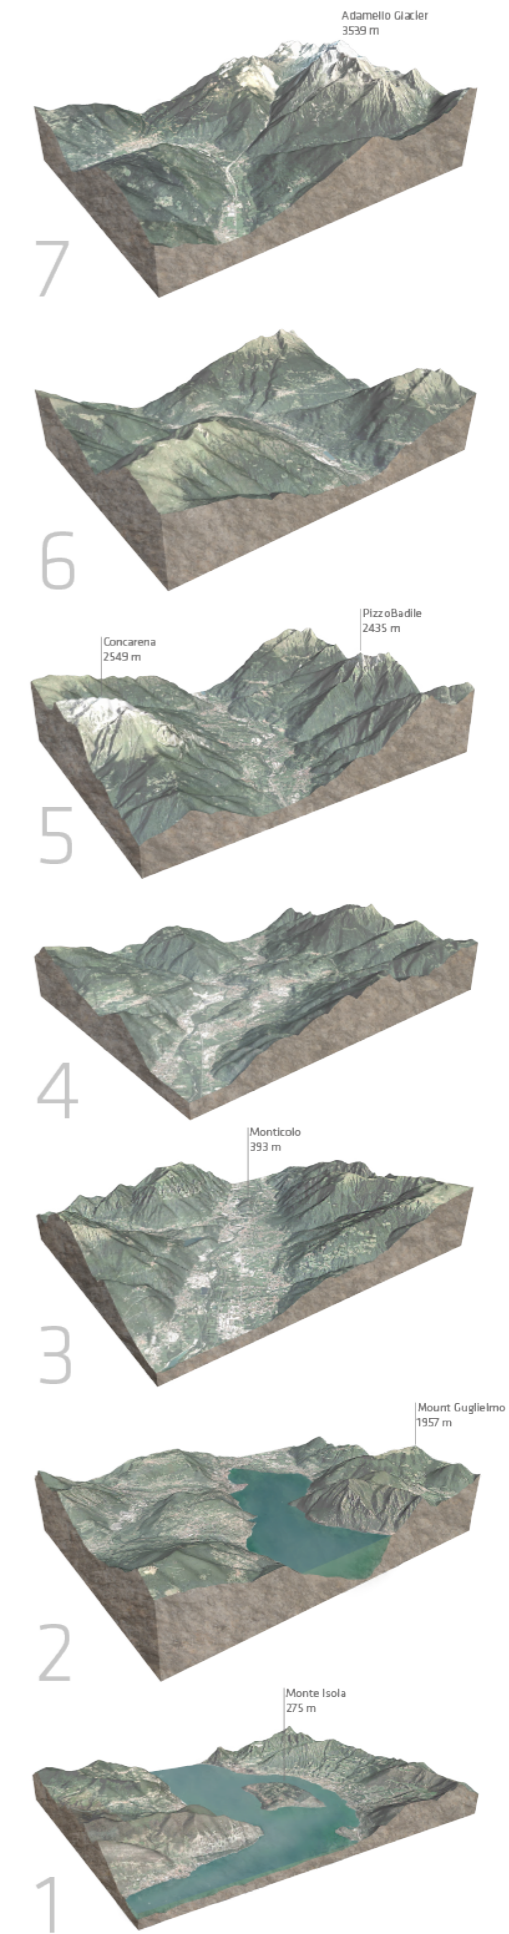 Adamello Glacier
3539 m
7
6
PizzoBadile
2435 m
Concarena
2549 m
5
4
Monticolo
393 m
3
Mount Guglielmo
1957 m
2
Monte Isola
275 m
1